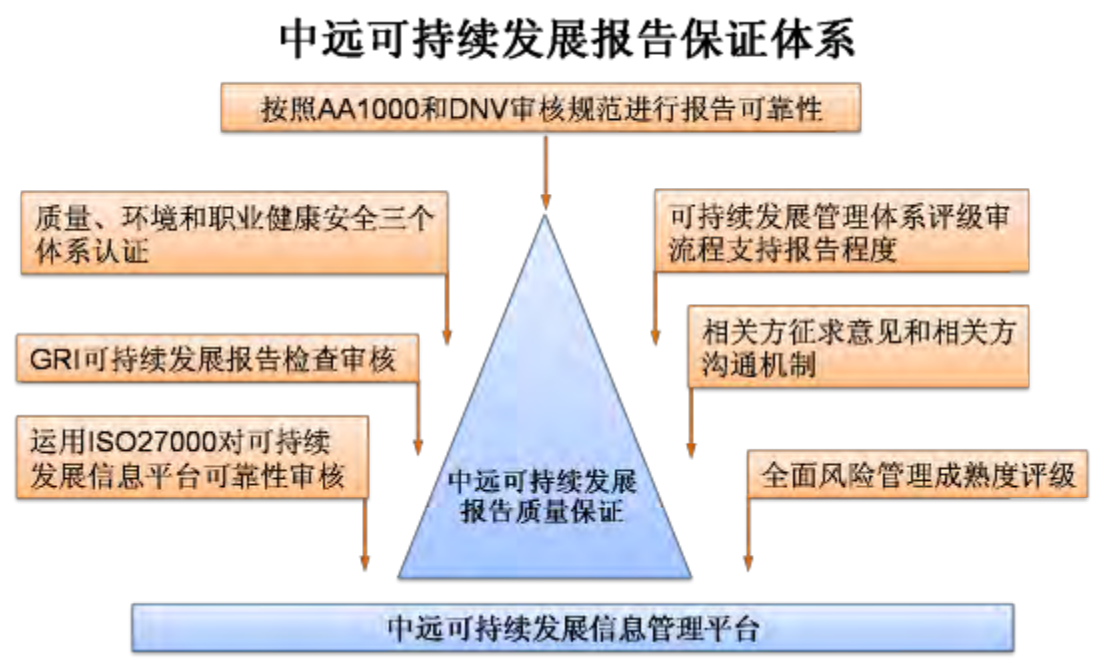 中远可持续发展报告保证体系
按照AA1000和DNV审核规范进行报告可靠性
质量、环境和职业健康安全三个
体系认证
可持续发展管理体系评级审
流程支持报告程度
相关方征求意见和相关方
沟通机制
GRI可持续发展报告检查审核
运用ISO27000对可持续
发展信息平台可靠性审核
全面风险管理成熟度评级
中远可持续发展
报告质量保证
中远可持续发展信息管理平台